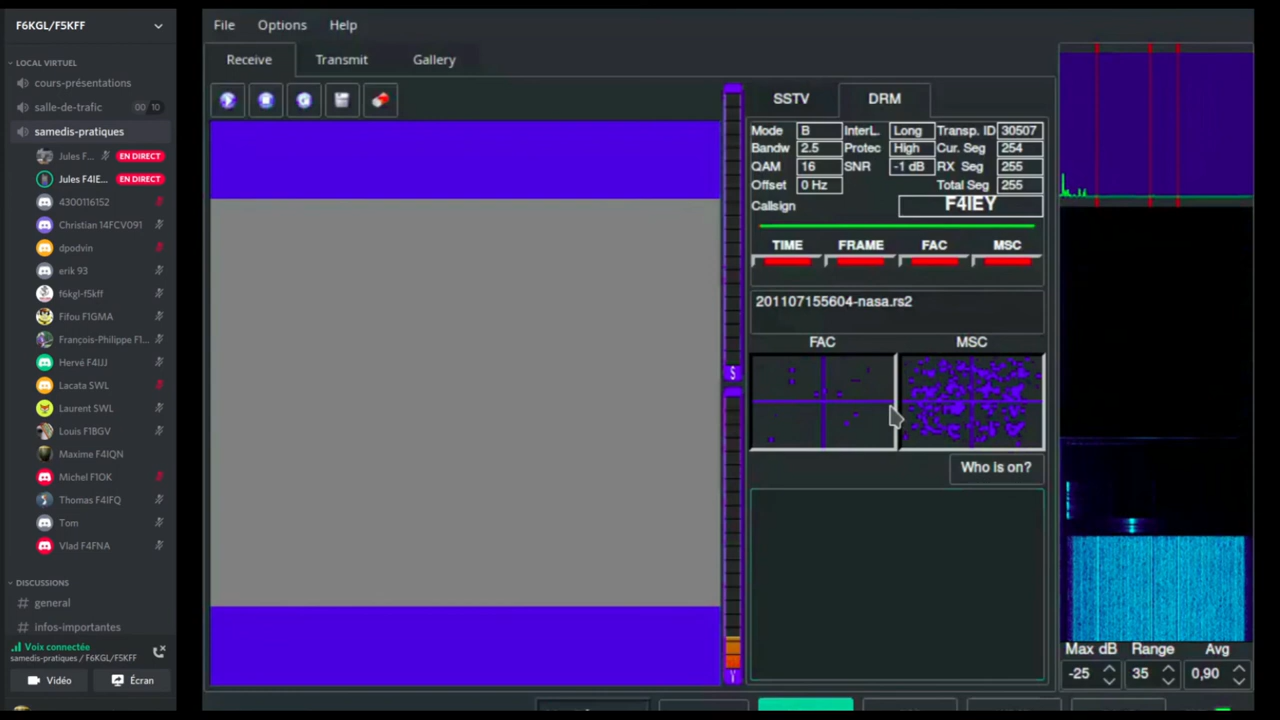 F6KGL/F5KFF
LOCAL VIRTUEL
cours-présentations
salle-de-trafic 00 10
samedis-pratiques
Jules F... EN DIRECT
Jules F4IE... EN DIRECT
4300116152
Christian 14FCV091
dpodvin
erik 93
f6kgl-f5kff
Fifou F1GMA
François-Philippe F1...
Hervé F4IJJ
Lacata SWL
Laurent SWL
Louis F1BGV
Maxime F4IQN
Michel F1OK
Thomas F4IFQ
Tom
Vlad F4FNA
DISCUSSIONS
# general
# infos-importantes
Voix connectée
samedis-pratiques / F6KGL/F5KFF
Vidéo Écran
File Options Help
Receive Transmit Gallery
SSTV DRM
Mode B InterL. Long Transp. ID 30507
Bandw 2.5 Protec High Cur. Seg 254
QAM 16 SNR -1 dB RX Seg 255
Offset 0 Hz Total Seg 255
Callsign F4IEY
TIME FRAME FAC MSC
201107155604-nasa.rs2
FAC MSC
Who is on?
S
V
Max dB Range Avg
-25 35 0,90